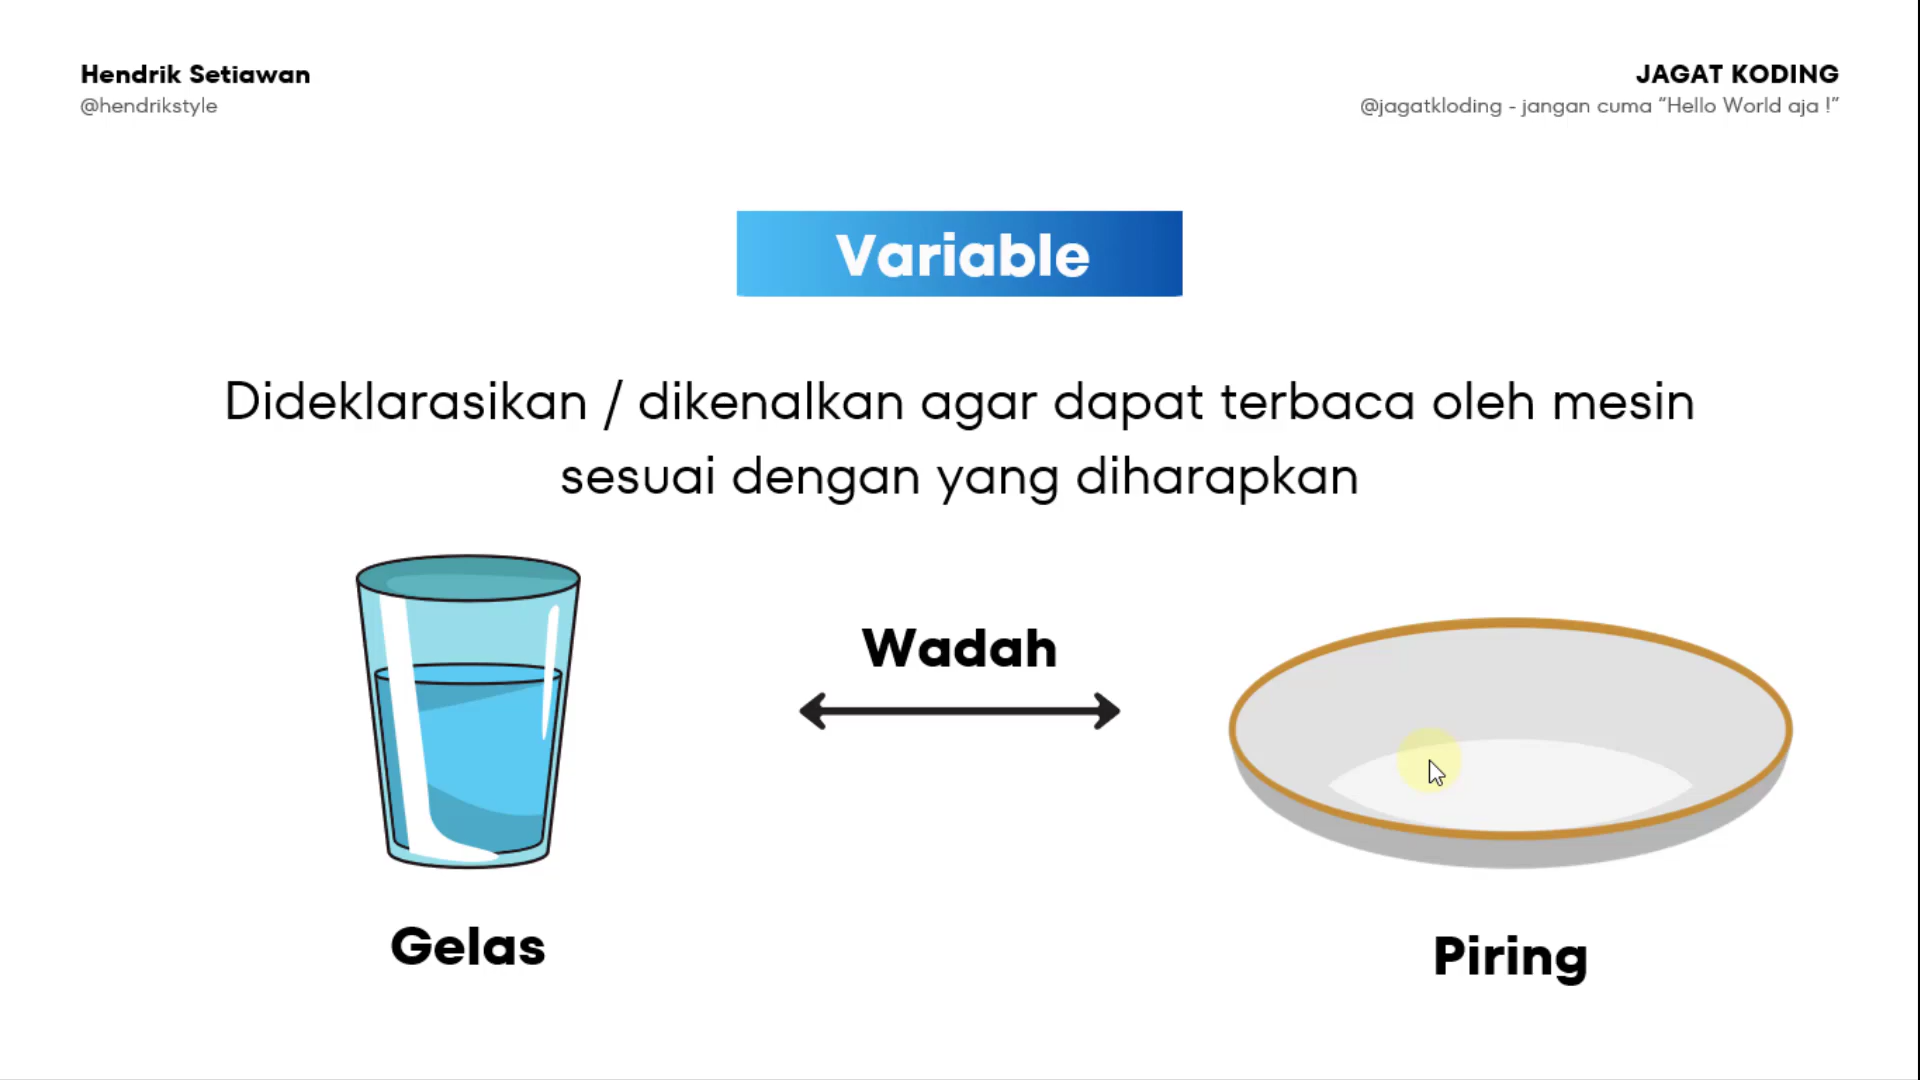 Hendrik Setiawan
@hendrikstyle
JAGAT KODING
@jagatkloding - jangan cuma “Hello World aja !”
Variable
Dideklarasikan / dikenalkan agar dapat terbaca oleh mesin
sesuai dengan yang diharapkan
Wadah
Gelas
Piring